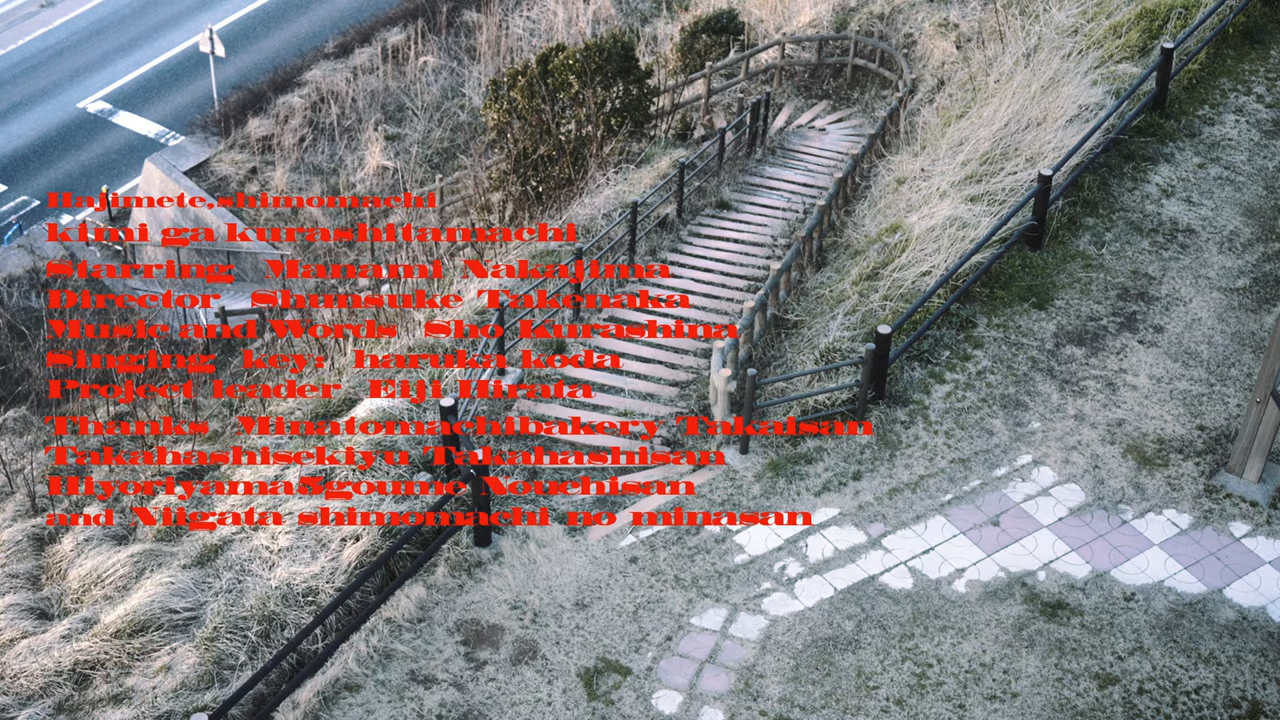 Hajimete,shimomachi
kimi ga kurashitamachi
Starring Manami Nakajima
Director Shunsuke Takenaka
Music and Words Sho Kurashina
Singing key: haruka koda
Project leader Eiji Hirata
Thanks Minatomachibakery Takaisan
Takahashisekiyu Takahashisan
Hiyoriyama&goume Nouchisan
and Niigata shimomachi no minasan